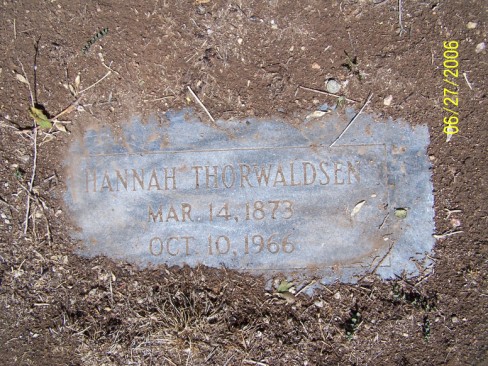 HANNAH THORWALDSEN
MAR. 14, 1873
OCT. 10, 1966
06/27/2006